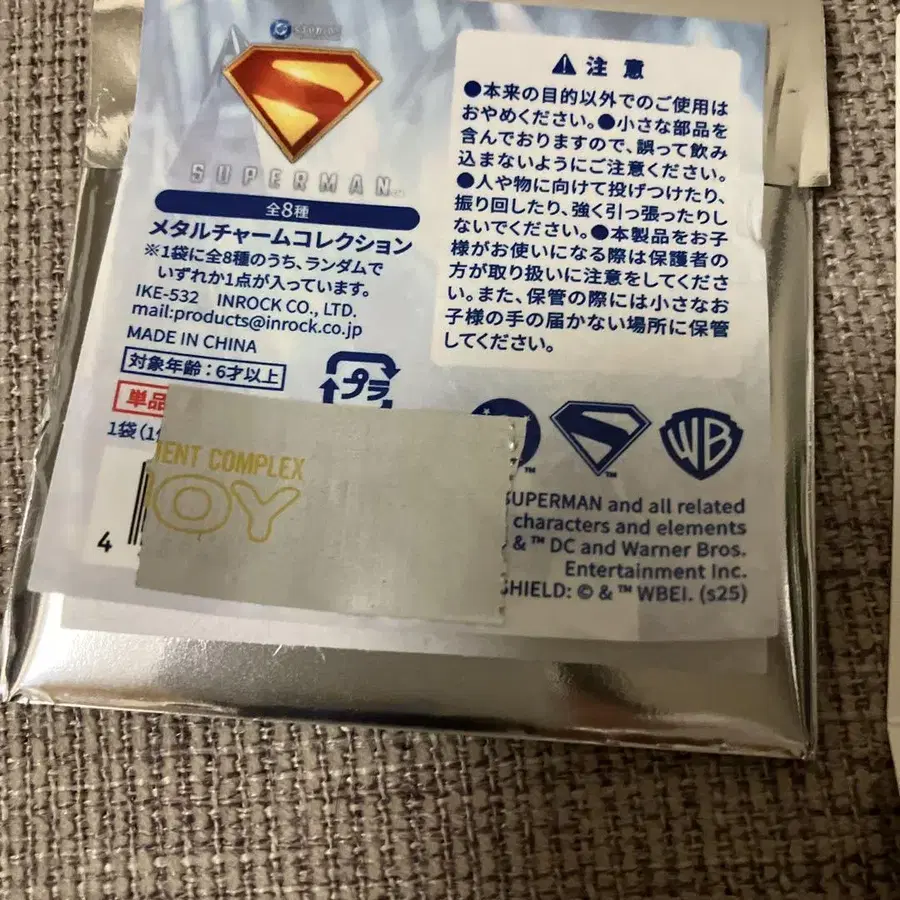 SUPERMAN
全8種
メタルチャームコレクション
※1袋に全8種のうち、ランダムで
いずれか1点が入っています。
IKE-532 INROCK CO., LTD.
mail:products@inrock.co.jp
MADE IN CHINA
対象年齢:6才以上
プラ
単品
1袋(1
4
IENT COMPLEX
OY
⚠注意
●本来の目的以外でのご使用は
おやめください。●小さな部品を
含んでおりますので、誤って飲み
込まないようにご注意ください。
●人や物に向けて投げつけたり、
振り回したり、強く引っ張ったりし
ないでください。●本製品をお子
様がお使いになる際は保護者の
方が取り扱いに注意をしてくださ
い。また、保管の際には小さなお
子様の手の届かない場所に保管
してください。
TM
TM
WB
SUPERMAN and all related
characters and elements
& ™ DC and Warner Bros.
Entertainment Inc.
SHIELD: © & ™ WBEI. (s25)